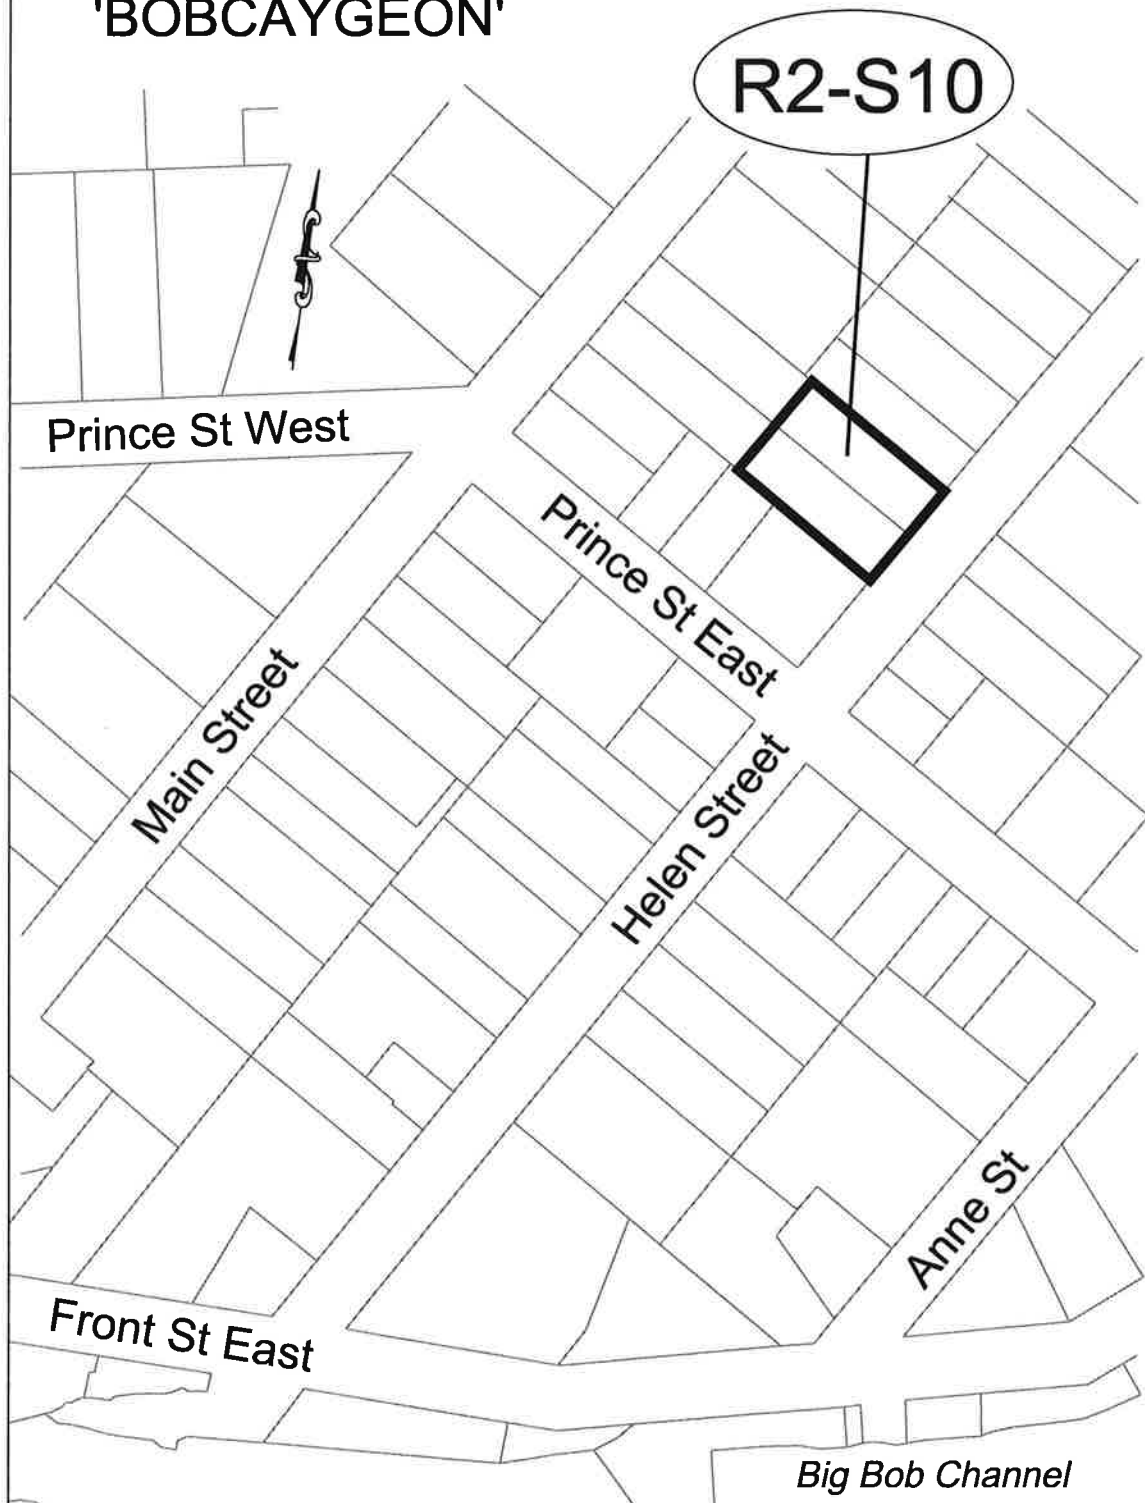 'BOBCAYGEON'
R2-S10
Prince St West
Prince St East
Main Street
Helen Street
Anne St
Front St East
Big Bob Channel